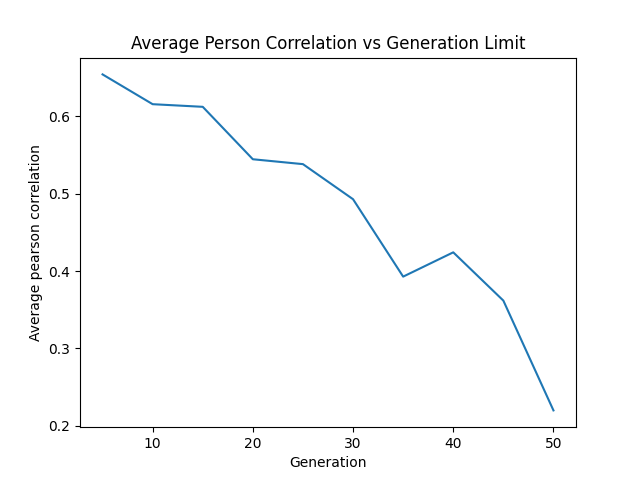 Average Person Correlation vs Generation Limit
0.6
0.5
0.4
0.3
0.2
Average pearson correlation
10 20 30 40 50
Generation